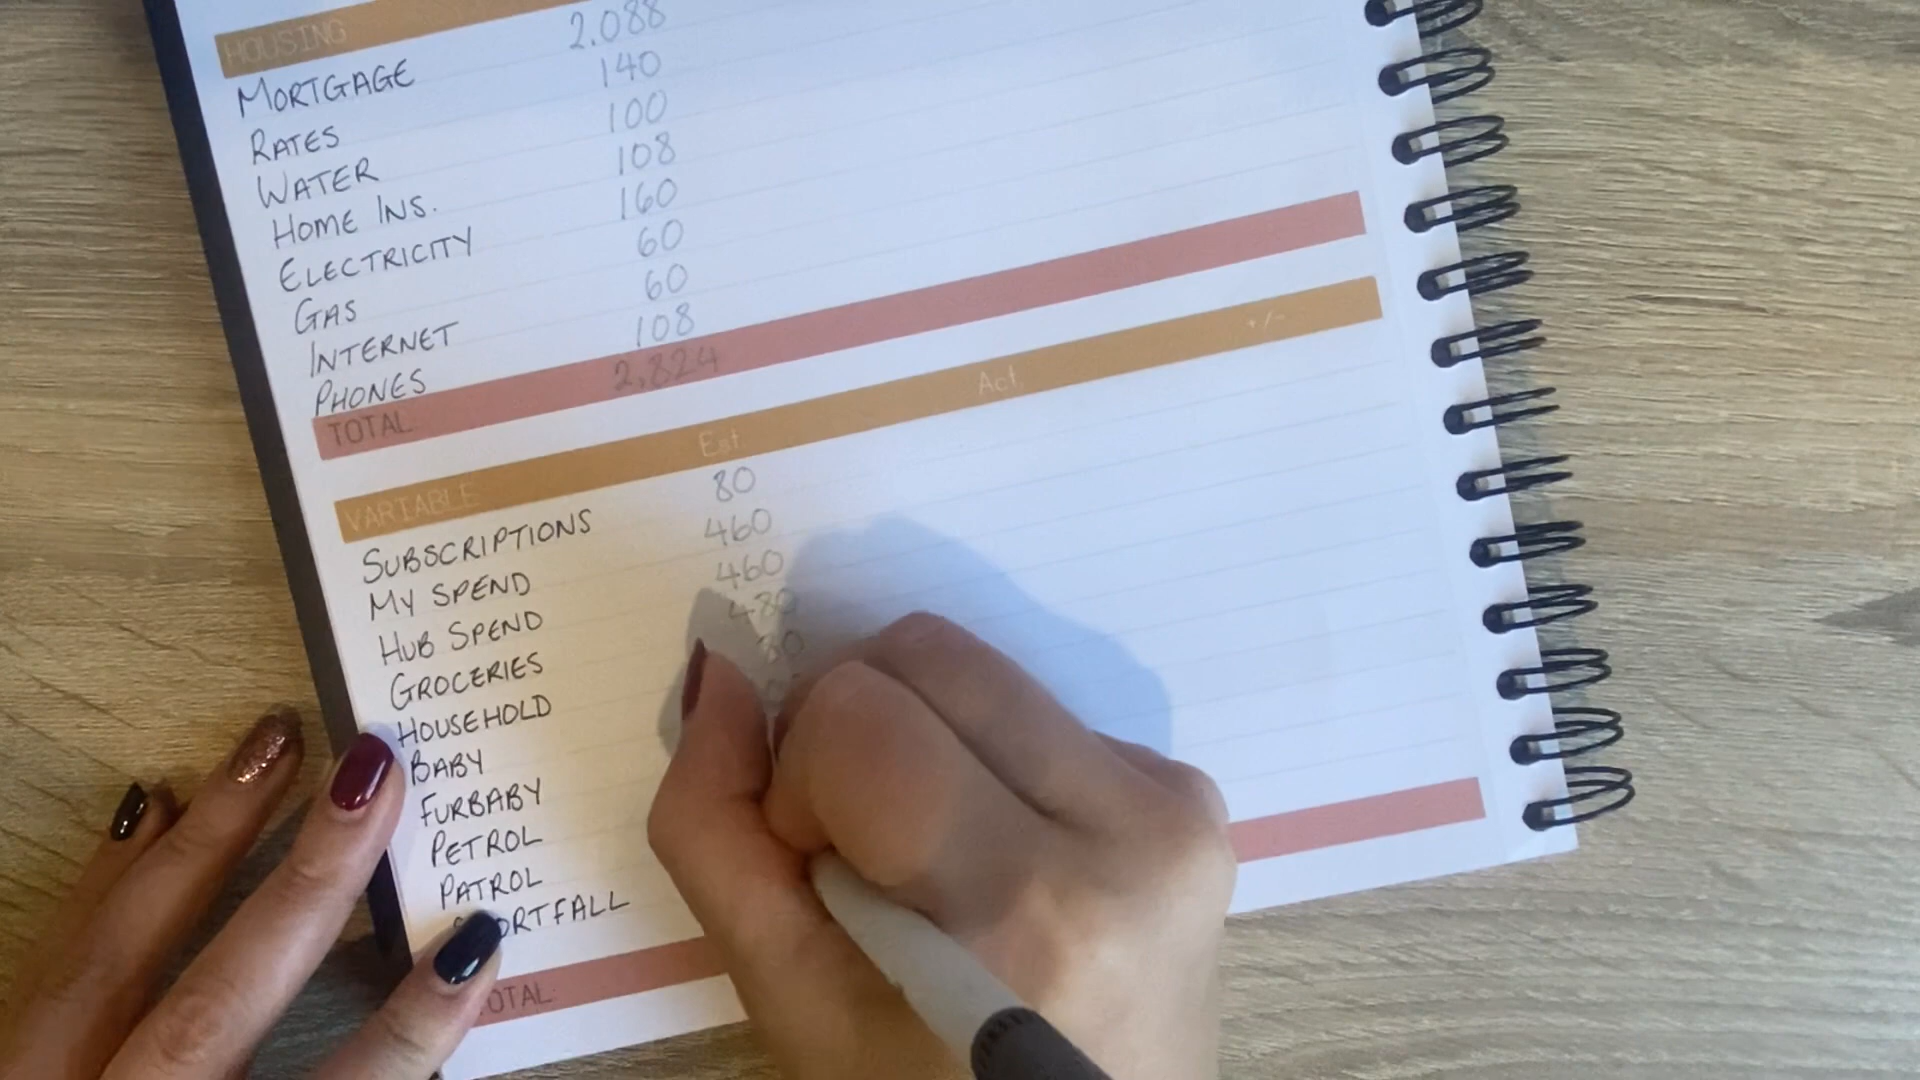 HOUSING
MORTGAGE 2,088
RATES 140
WATER 100
HOME INS. 108
ELECTRICITY 160
GAS 60
INTERNET 60
PHONES 108
TOTAL 2,824
VARIABLE Est Act +/-
SUBSCRIPTIONS 80
MY SPEND 460
HUB SPEND 460
GROCERIES 480
HOUSEHOLD
BABY
FURBABY
PETROL
PATROL